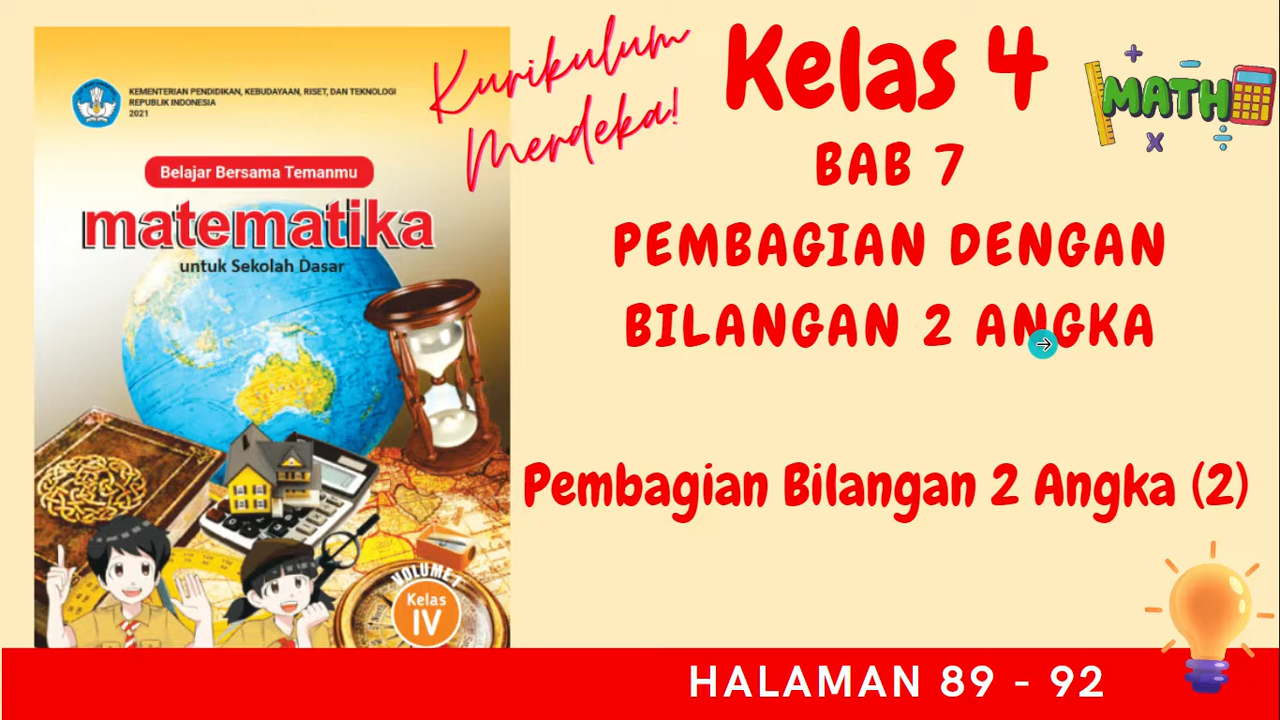 KEMENTERIAN PENDIDIKAN, KEBUDAYAAN, RISET, DAN TEKNOLOGI
REPUBLIK INDONESIA
2021
Belajar Bersama Temanmu
matematika
untuk Sekolah Dasar
VOLUME 1
Kelas
IV
Kurikulum
Merdeka!
Kelas 4
MATH
BAB 7
PEMBAGIAN DENGAN
BILANGAN 2 ANGKA
Pembagian Bilangan 2 Angka (2)
HALAMAN 89 - 92